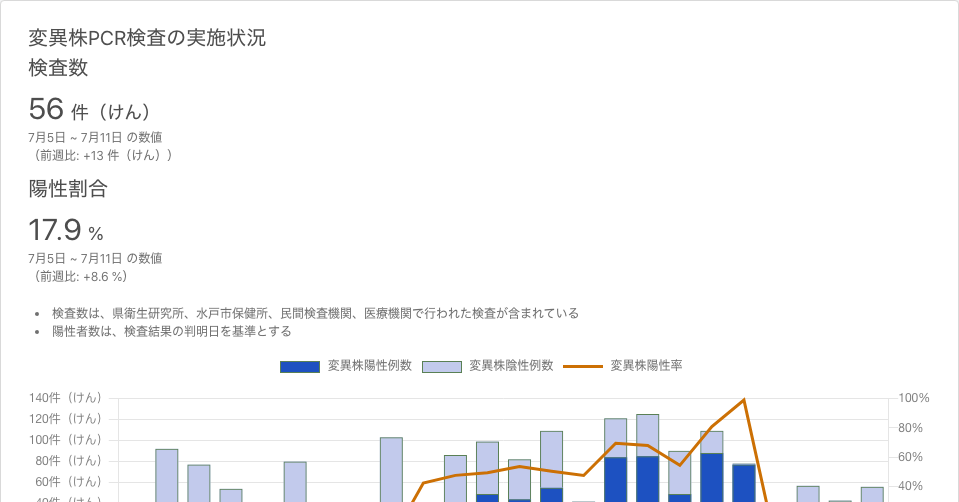 変異株PCR検査の実施状況
検査数
56 件（けん）
7月5日 ~ 7月11日 の数値
（前週比: +13 件（けん））
陽性割合
17.9 %
7月5日 ~ 7月11日 の数値
（前週比: +8.6 %）
• 検査数は、県衛生研究所、水戸市保健所、民間検査機関、医療機関で行われた検査が含まれている
• 陽性者数は、検査結果の判明日を基準とする
変異株陽性例数 変異株陰性例数 変異株陽性率
140件（けん） 100%
120件（けん）
100件（けん） 80%
80件（けん） 60%
60件（けん）
40件（けん） 40%